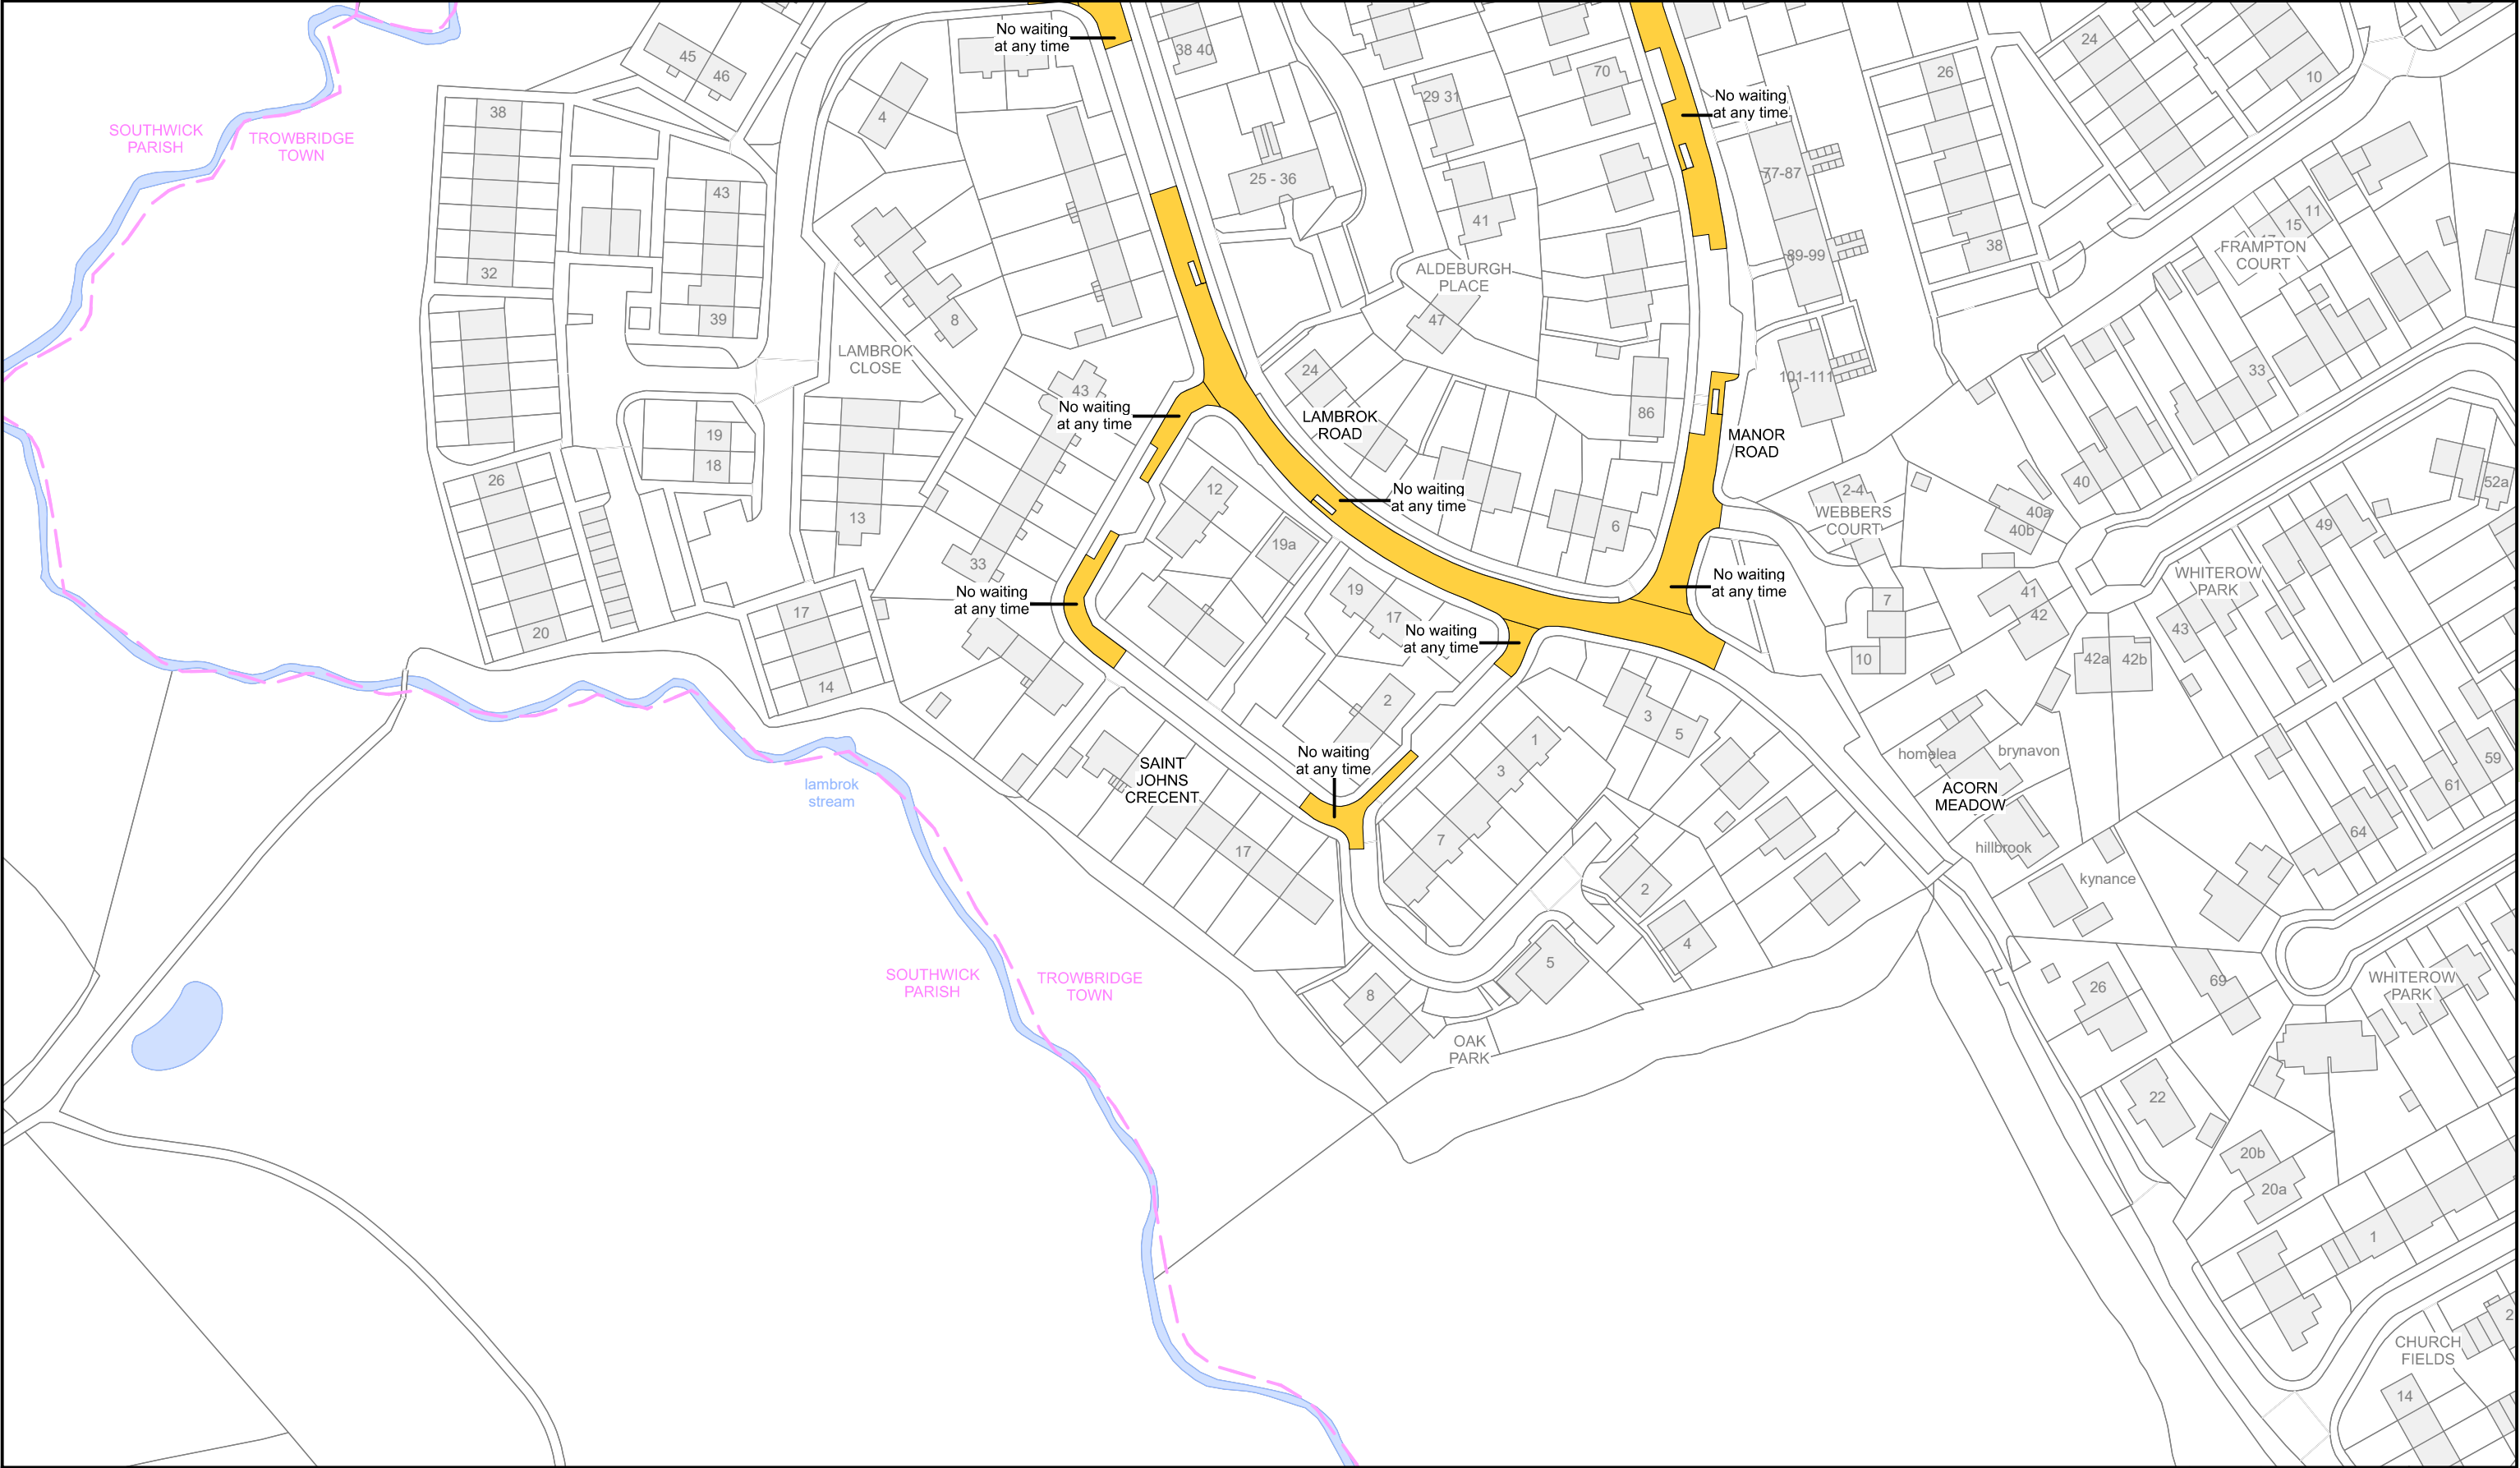 No waiting
at any time
38 40
45
46
24
10
26
70
29 31
No waiting
at any time
38
4
SOUTHWICK
PARISH
TROWBRIDGE
TOWN
43
25 - 36
77-87
41
11
15
FRAMPTON
COURT
38
89-99
32
ALDEBURGH
PLACE
39
8
47
LAMBROK
CLOSE
24
33
101-111
43
No waiting
at any time
LAMBROK
ROAD
86
MANOR
ROAD
19
18
26
12
No waiting
at any time
2-4
WEBBERS
COURT
40
52a
13
6
40a
40b
49
19a
33
No waiting
at any time
19
17
No waiting
at any time
7
41
42
WHITEROW
PARK
43
17
20
No waiting
at any time
10
42a
42b
14
2
3
5
1
homelea
brynavon
59
No waiting
at any time
3
SAINT
JOHNS
CRECENT
lambrok
stream
ACORN
MEADOW
61
64
7
17
hillbrook
2
kynance
4
5
SOUTHWICK
PARISH
TROWBRIDGE
TOWN
8
26
69
WHITEROW
PARK
OAK
PARK
22
20b
20a
1
2
CHURCH
FIELDS
14